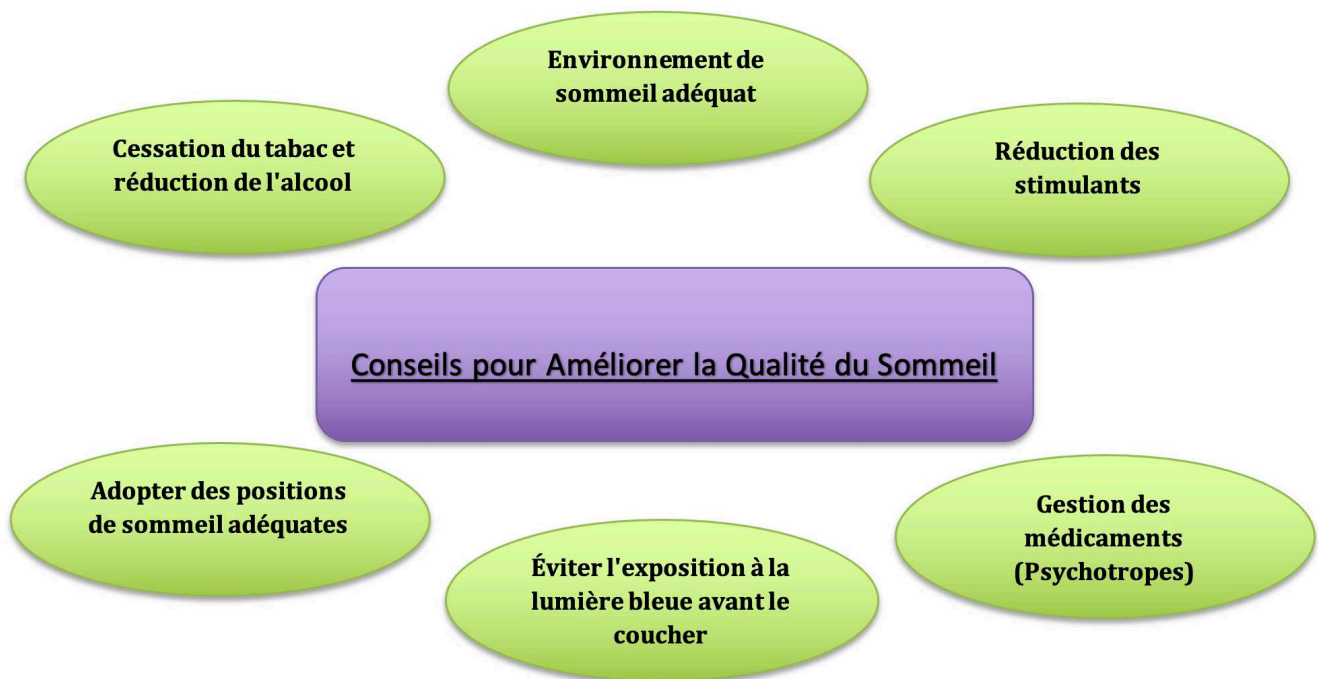 Environnement de
sommeil adéquat
Cessation du tabac et
réduction de l'alcool
Réduction des
stimulants
Conseils pour Améliorer la Qualité du Sommeil
Adopter des positions
de sommeil adéquates
Gestion des
médicaments
(Psychotropes)
Éviter l'exposition à la
lumière bleue avant le
coucher